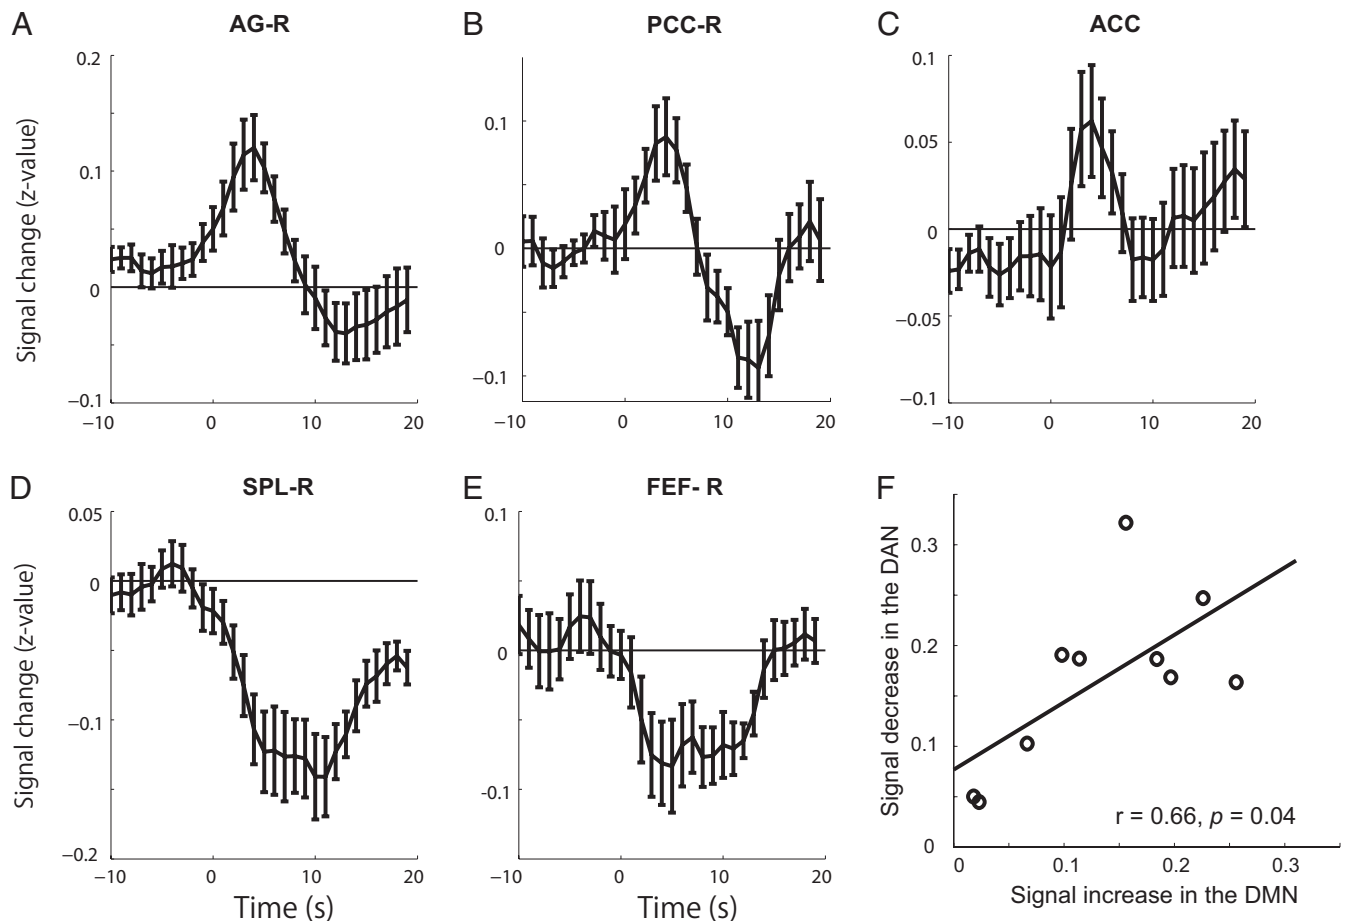 A
AG-R
B
PCC-R
C
ACC
Signal change (z-value)
0.2
0.1
0
−0.1
−10
0
10
20
0.1
0
−0.1
−10
0
10
20
0.1
0.05
0
−0.05
−0.1
−10
0
10
20
D
SPL-R
E
FEF- R
F
Signal change (z-value)
0.05
0
−0.1
−0.2
−10
0
10
20
Time (s)
0.1
0
-0.1
−10
0
10
20
Time (s)
Signal decrease in the DAN
0.3
0.2
0.1
0
r = 0.66, p = 0.04
0
0.1
0.2
0.3
Signal increase in the DMN